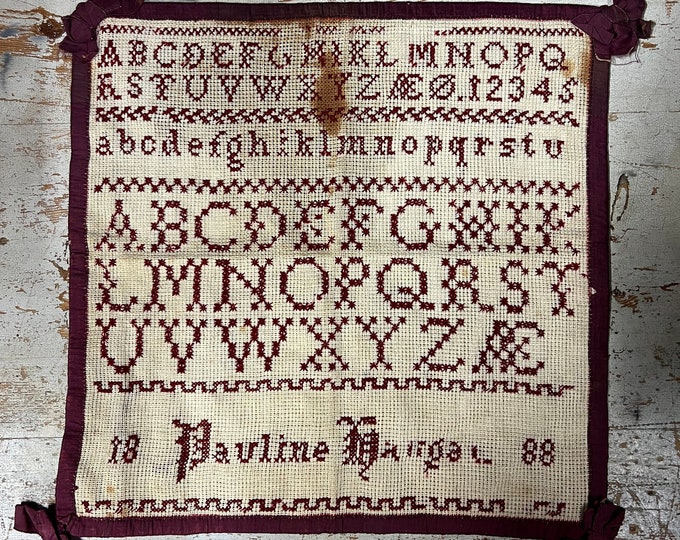 ABCDEFGHIKLMNOPQ
RSTUVWXYZÆØ.12345
abcdefghiklmnopqrstu
ABCDEFGHIK
LMNOPQRST
UVWXYZÆ
18 Pauline 88